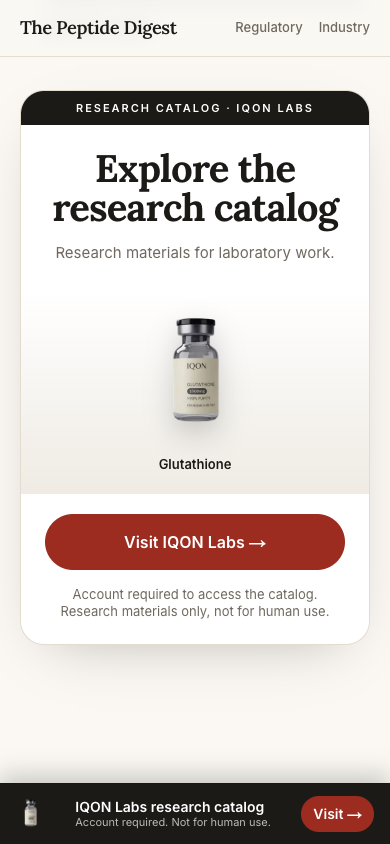 The Peptide Digest
Regulatory Industry
RESEARCH CATALOG · IQON LABS
Explore the
research catalog
Research materials for laboratory work.
IQON
GLUTATHIONE
Glutathione
Visit IQON Labs →
Account required to access the catalog.
Research materials only, not for human use.
IQON Labs research catalog
Account required. Not for human use.
Visit →